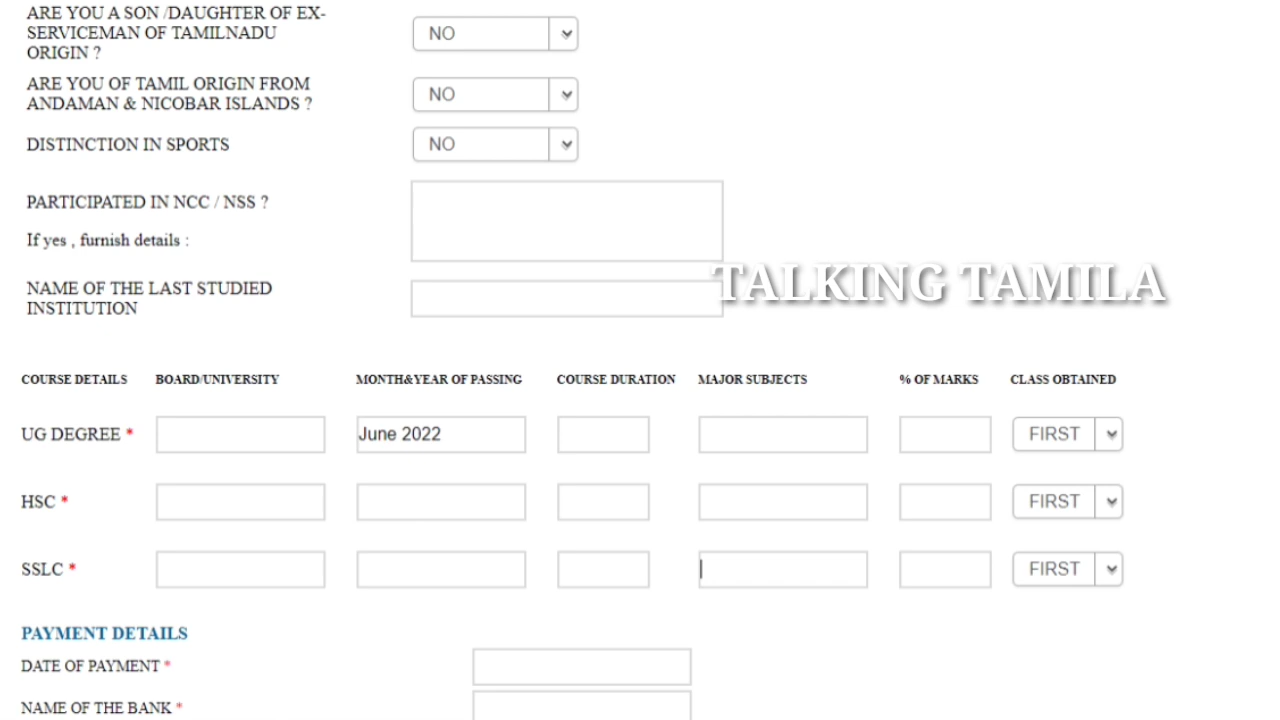 ARE YOU A SON /DAUGHTER OF EX-
SERVICEMAN OF TAMILNADU
ORIGIN ?
NO
ARE YOU OF TAMIL ORIGIN FROM
ANDAMAN & NICOBAR ISLANDS ?
NO
DISTINCTION IN SPORTS
NO
PARTICIPATED IN NCC / NSS ?
If yes , furnish details :
NAME OF THE LAST STUDIED
INSTITUTION
TALKING TAMILA
COURSE DETAILS BOARD/UNIVERSITY MONTH&YEAR OF PASSING COURSE DURATION MAJOR SUBJECTS % OF MARKS CLASS OBTAINED
UG DEGREE * June 2022 FIRST
HSC * FIRST
SSLC * FIRST
PAYMENT DETAILS
DATE OF PAYMENT *
NAME OF THE BANK *